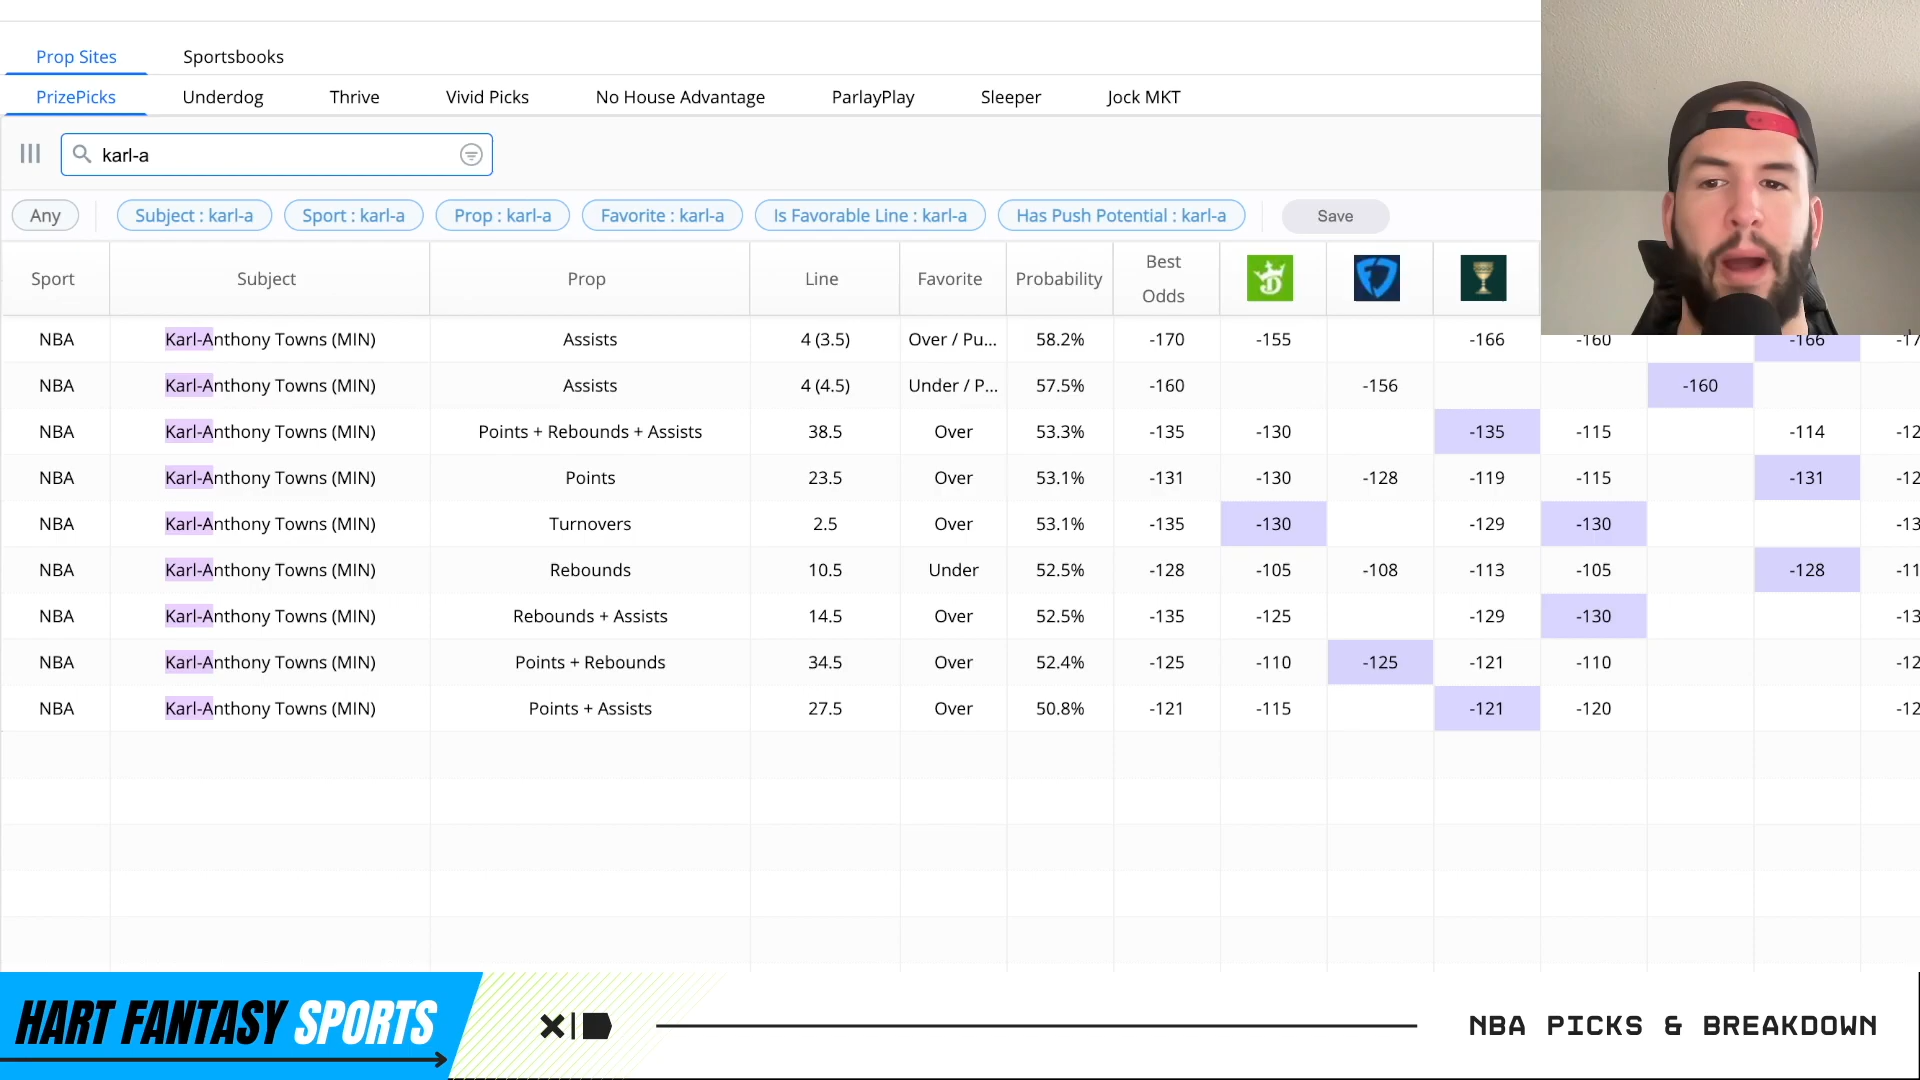 Prop Sites Sportsbooks
PrizePicks Underdog Thrive Vivid Picks No House Advantage ParlayPlay Sleeper Jock MKT
karl-a
Any Subject : karl-a Sport : karl-a Prop : karl-a Favorite : karl-a Is Favorable Line : karl-a Has Push Potential : karl-a Save
Sport Subject Prop Line Favorite Probability Best Odds
NBA Karl-Anthony Towns (MIN) Assists 4 (3.5) Over / Pu... 58.2% -170 -155 -166 -160 -166 -17
NBA Karl-Anthony Towns (MIN) Assists 4 (4.5) Under / P... 57.5% -160 -156 -160
NBA Karl-Anthony Towns (MIN) Points + Rebounds + Assists 38.5 Over 53.3% -135 -130 -135 -115 -114 -12
NBA Karl-Anthony Towns (MIN) Points 23.5 Over 53.1% -131 -130 -128 -119 -115 -131 -12
NBA Karl-Anthony Towns (MIN) Turnovers 2.5 Over 53.1% -135 -130 -129 -130 -13
NBA Karl-Anthony Towns (MIN) Rebounds 10.5 Under 52.5% -128 -105 -108 -113 -105 -128 -11
NBA Karl-Anthony Towns (MIN) Rebounds + Assists 14.5 Over 52.5% -135 -125 -129 -130 -13
NBA Karl-Anthony Towns (MIN) Points + Rebounds 34.5 Over 52.4% -125 -110 -125 -121 -110 -12
NBA Karl-Anthony Towns (MIN) Points + Assists 27.5 Over 50.8% -121 -115 -121 -120 -12
HART FANTASY SPORTS
NBA PICKS & BREAKDOWN